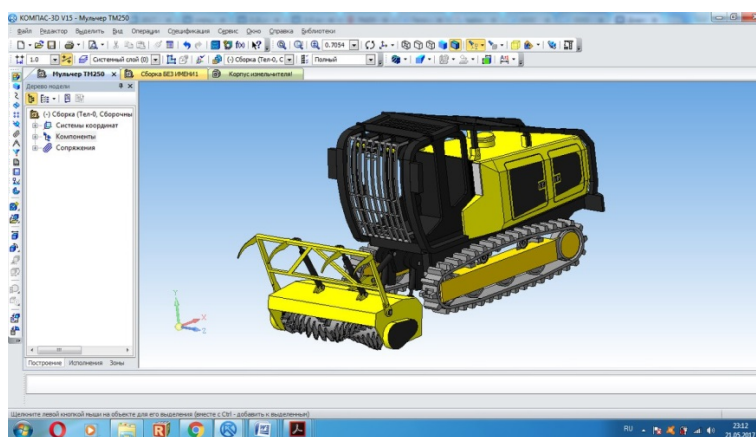 КОМПАС-3D V15 - Мульчер ТМ250
Файл Редактор Выделить Вид Операции Спецификация Сервис Окно Справка Библиотеки
0.7054
1.0 Системный слой (0) (-) Сборка (Тел-0, С Полный
Мульчер ТМ250 Сборка БЕЗ ИМЕНИ1 Корпус измельчителя!
Дерево модели
(-) Сборка (Тел-0, Сборочны
Системы координат
Компоненты
Сопряжения
Y
X
Z
Построение Исполнения Зоны
Щелкните левой кнопкой мыши на объекте для его выделения (вместе с Ctrl - добавить к выделенным)
RU
21.05.201